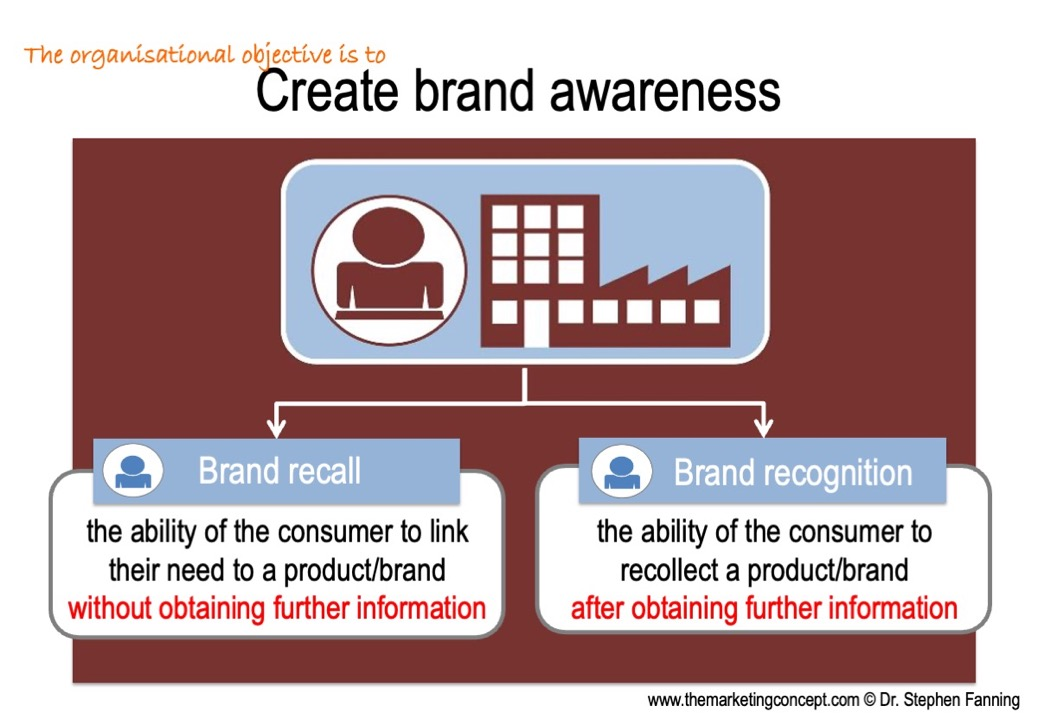 The organisational objective is to
Create brand awareness
Brand recall
the ability of the consumer to link
their need to a product/brand
without obtaining further information
Brand recognition
the ability of the consumer to
recollect a product/brand
after obtaining further information
www.themarketingconcept.com © Dr. Stephen Fanning